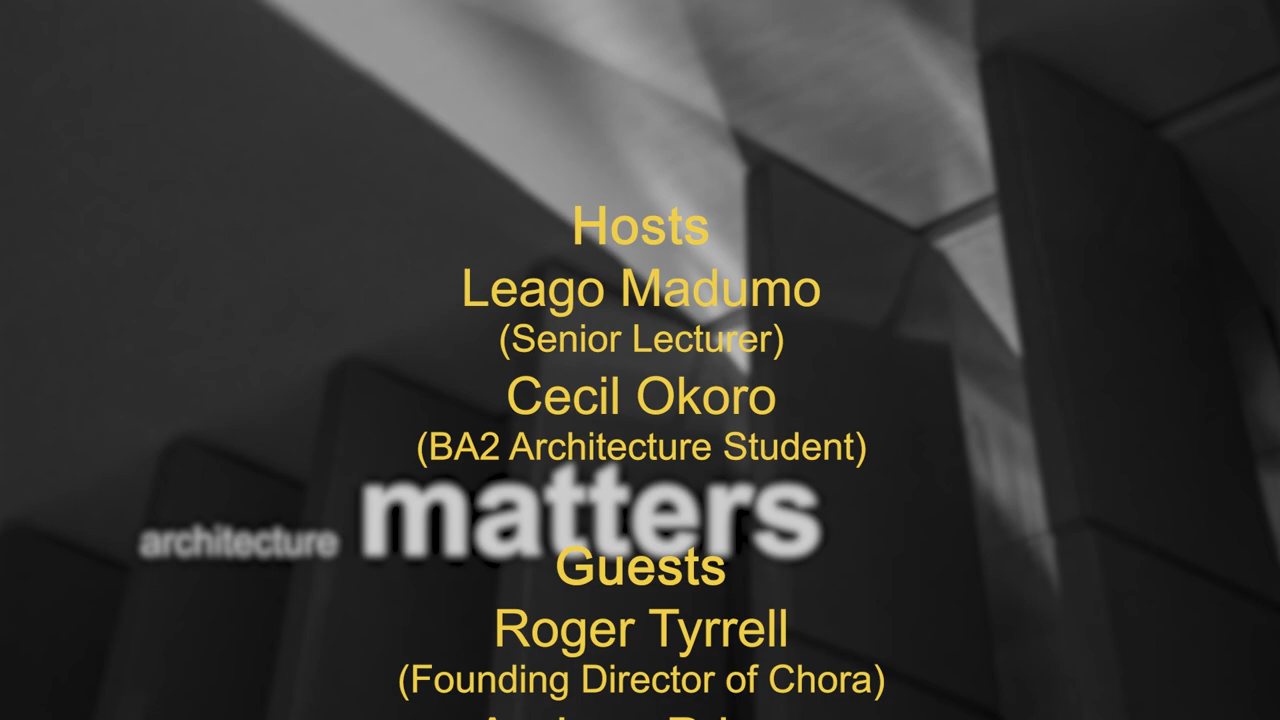 Hosts
Leago Madumo
(Senior Lecturer)
Cecil Okoro
(BA2 Architecture Student)
architecture matters
Guests
Roger Tyrrell
(Founding Director of Chora)